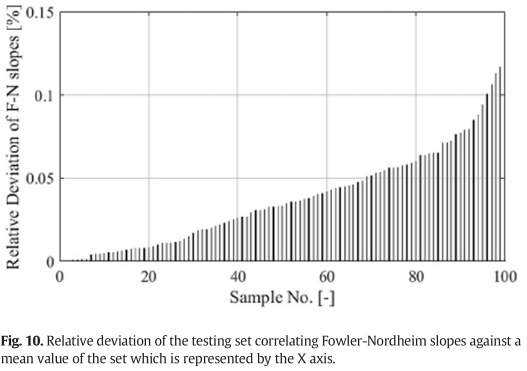 Relative Deviation of F-N slopes [%]
0.15
0.1
0.05
0
0 20 40 60 80 100
Sample No. [-]
Fig. 10. Relative deviation of the testing set correlating Fowler-Nordheim slopes against a
mean value of the set which is represented by the X axis.